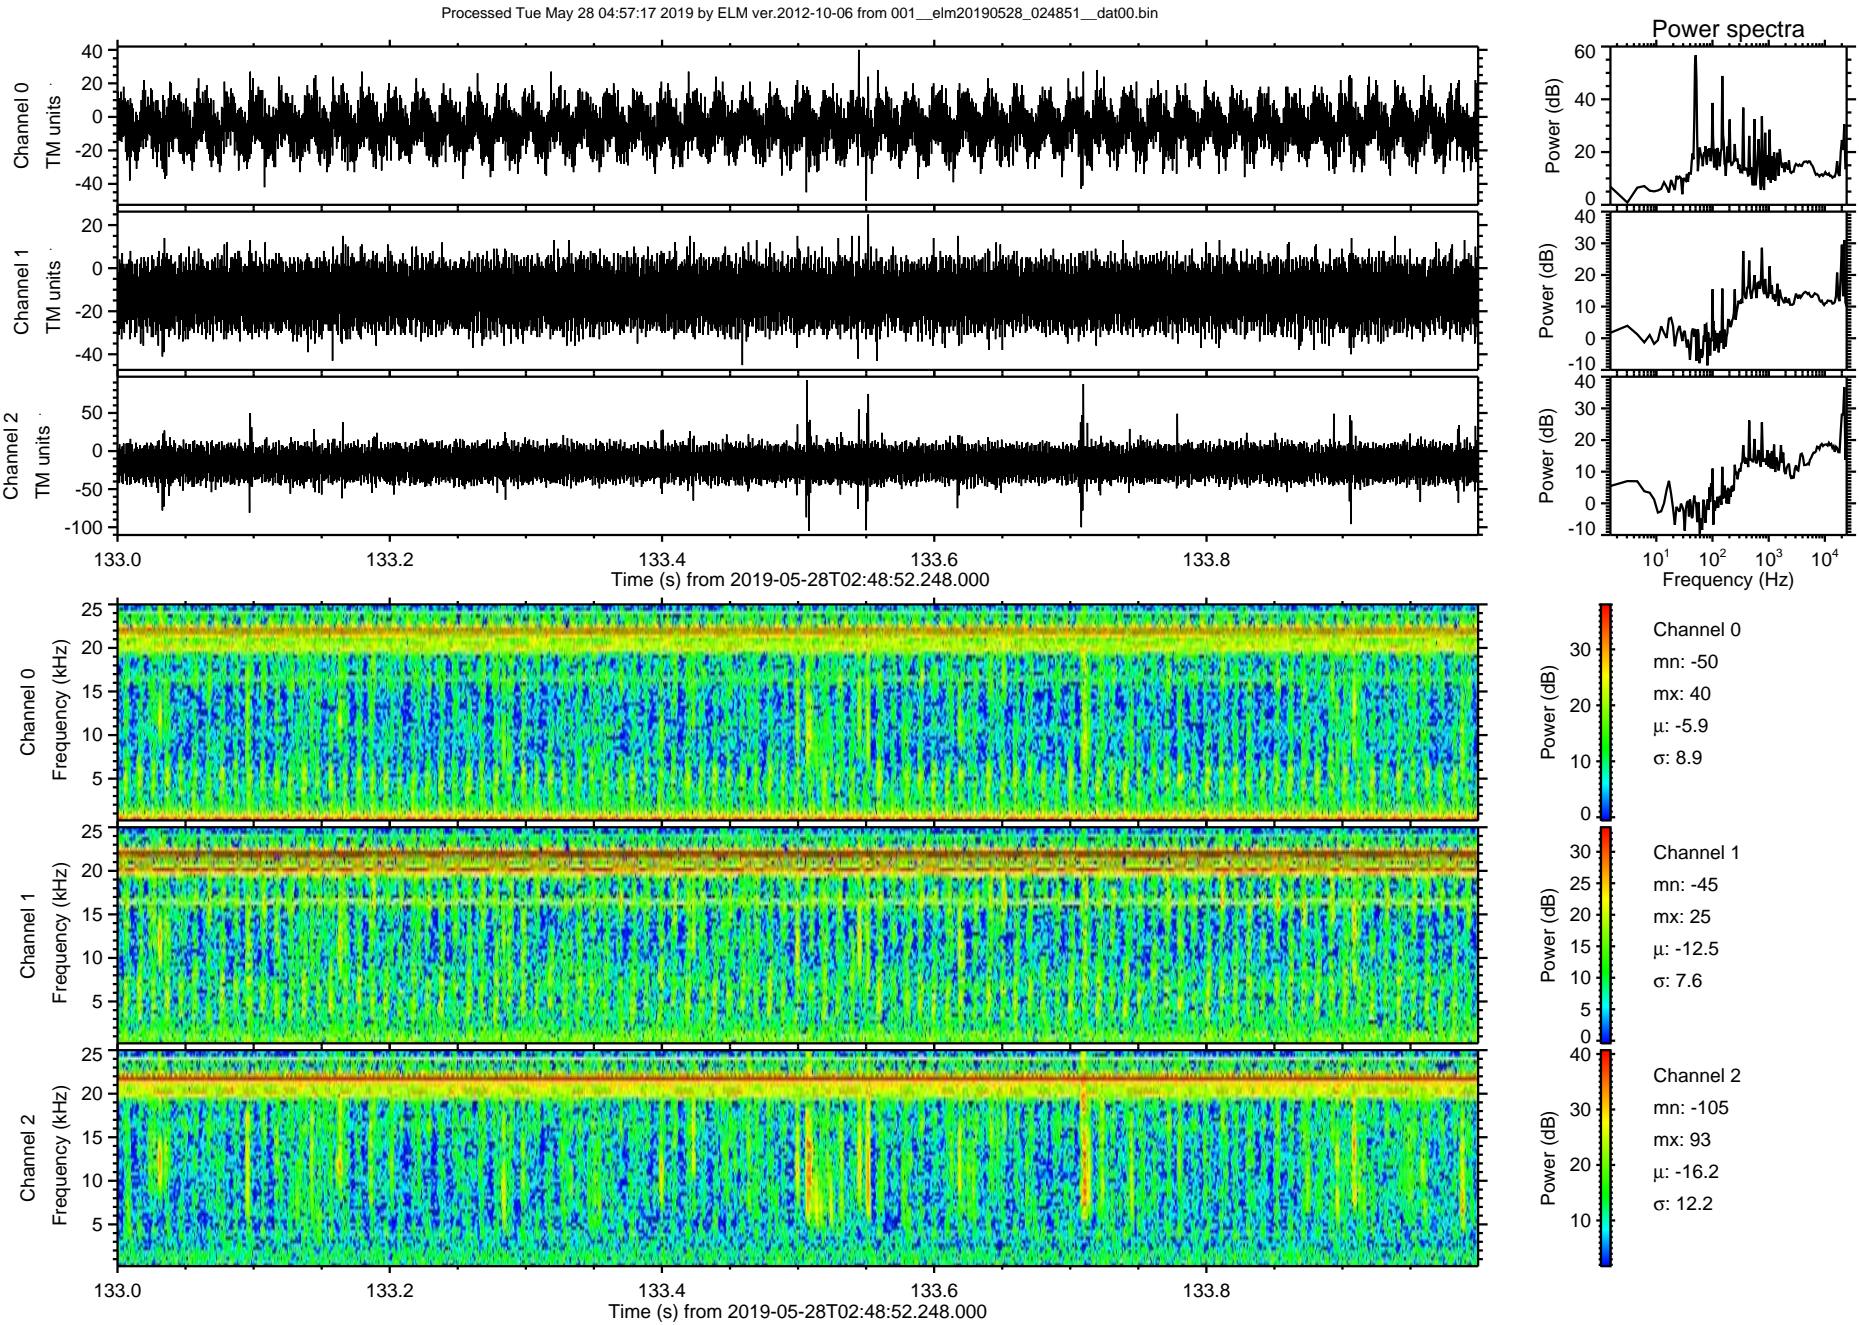 Processed Tue May 28 04:57:17 2019 by ELM ver.2012-10-06 from 001__elm20190528_024851__dat00.bin
Power spectra
Channel 0
TM units
40
20
0
-20
-40
Power (dB)
60
40
20
0
Channel 1
TM units
20
0
-20
-40
Power (dB)
40
30
20
10
0
-10
Channel 2
TM units
50
0
-50
-100
Power (dB)
40
30
20
10
0
-10
133.0 133.2 133.4 133.6 133.8
Time (s) from 2019-05-28T02:48:52.248.000
10¹ 10² 10³ 10⁴
Frequency (Hz)
Channel 0
Frequency (kHz)
25
20
15
10
5
Power (dB)
30
20
10
0
Channel 0
mn: -50
mx: 40
μ: -5.9
σ: 8.9
Channel 1
Frequency (kHz)
25
20
15
10
5
Power (dB)
30
25
20
15
10
5
0
Channel 1
mn: -45
mx: 25
μ: -12.5
σ: 7.6
Channel 2
Frequency (kHz)
25
20
15
10
5
Power (dB)
40
30
20
10
Channel 2
mn: -105
mx: 93
μ: -16.2
σ: 12.2
133.0 133.2 133.4 133.6 133.8
Time (s) from 2019-05-28T02:48:52.248.000